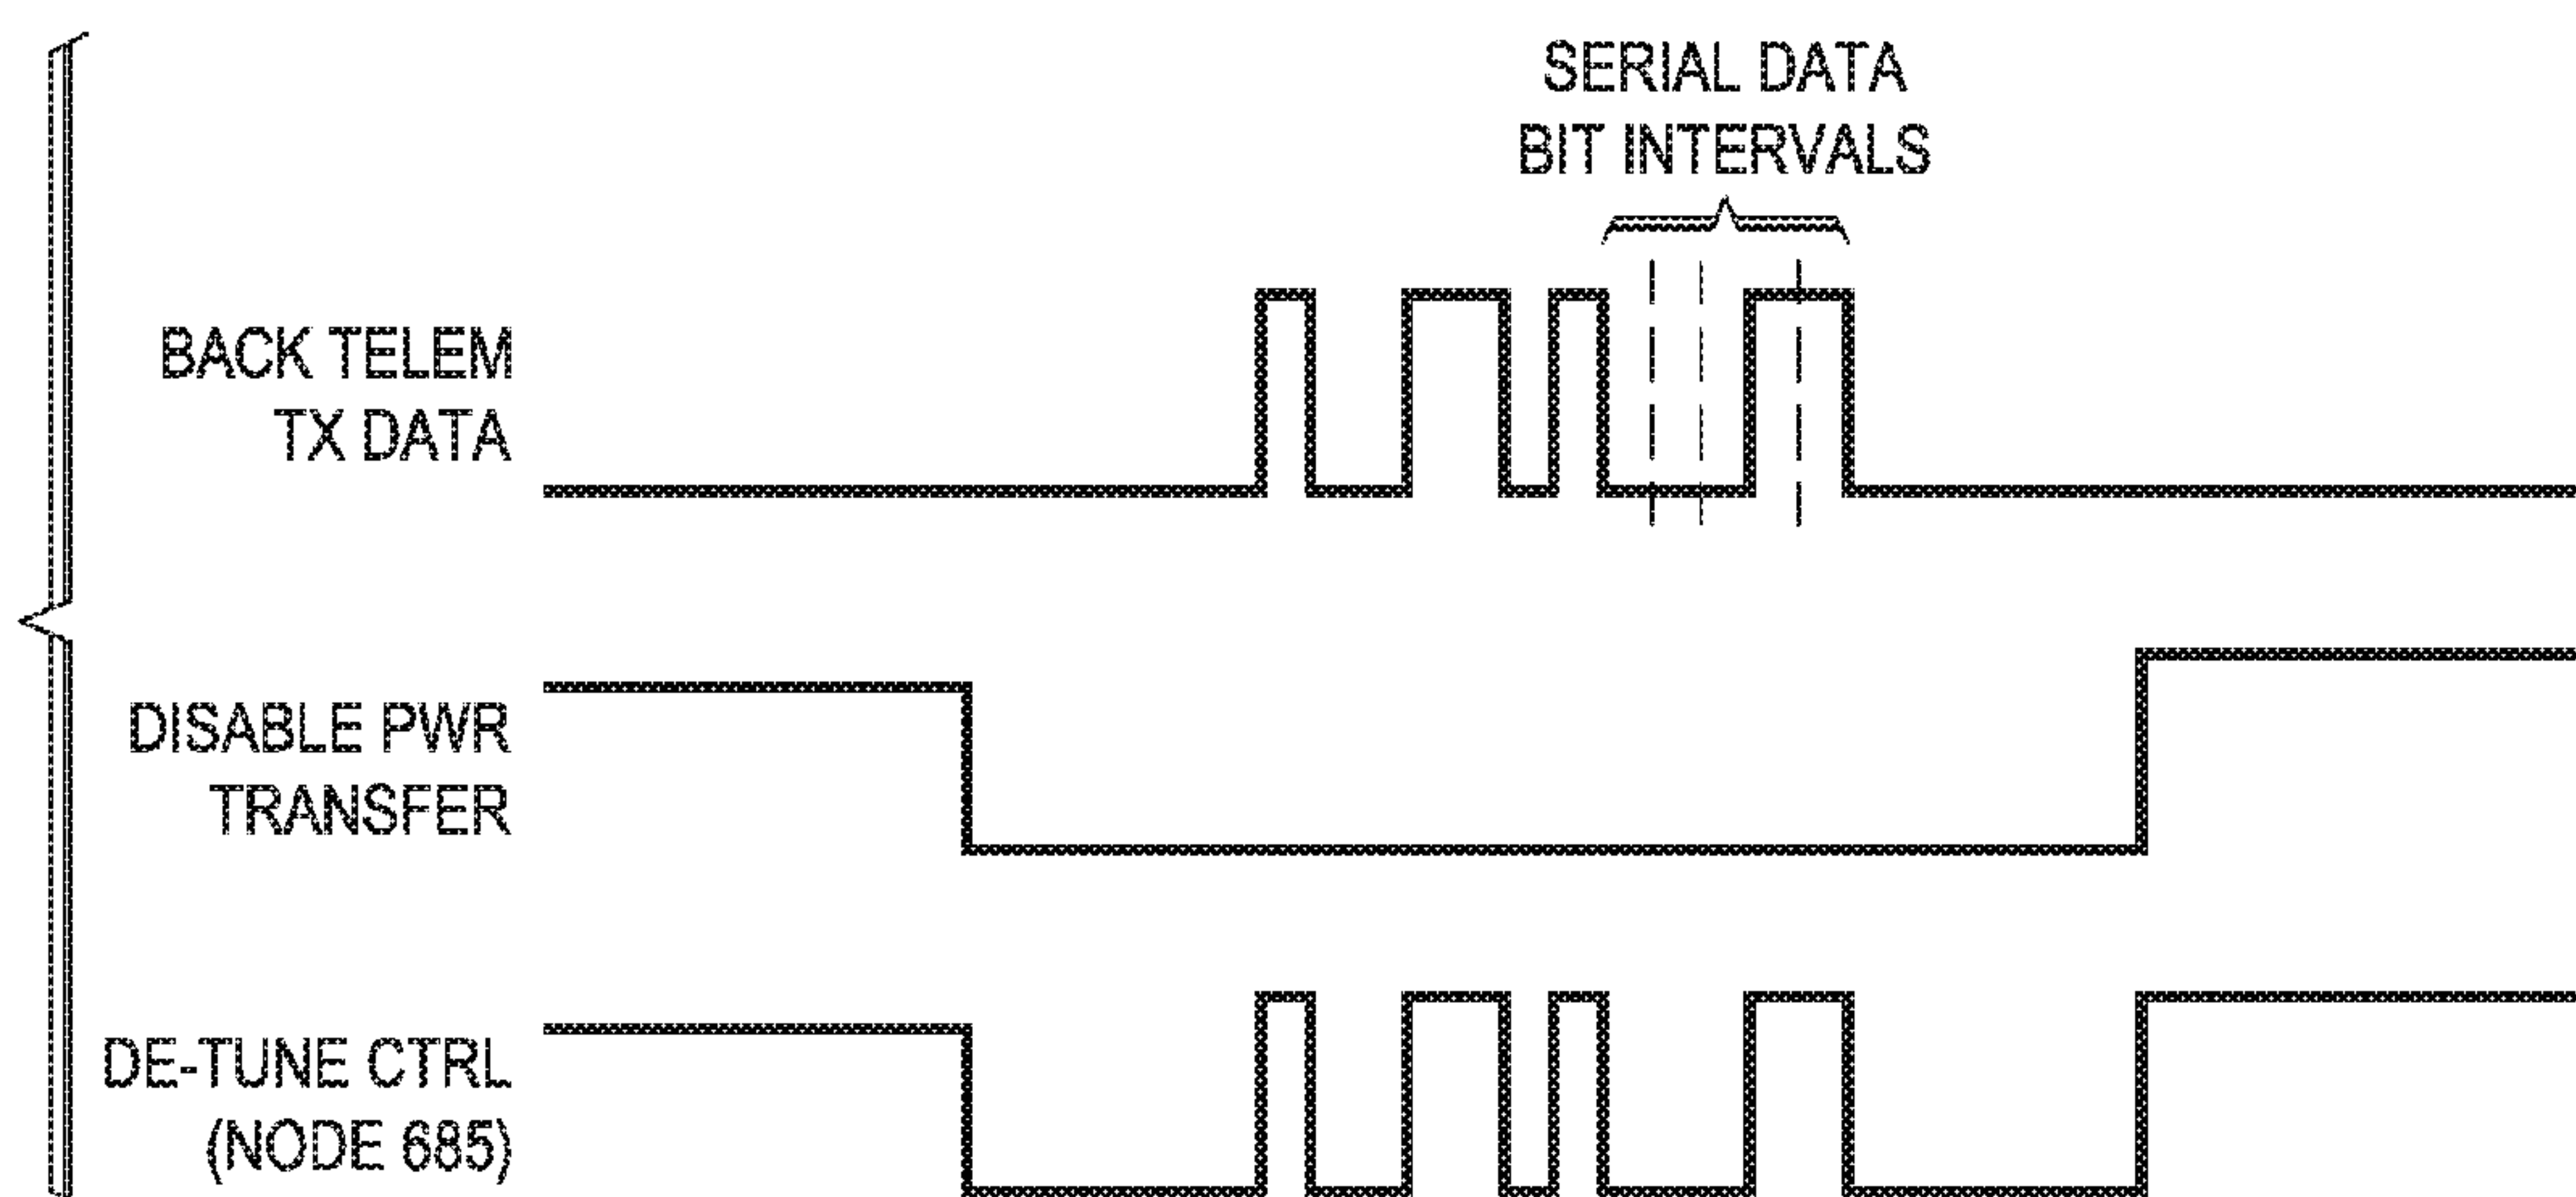 SERIAL DATA
BIT INTERVALS
BACK TELEM
TX DATA
DISABLE PWR
TRANSFER
DE-TUNE CTRL
(NODE 685)